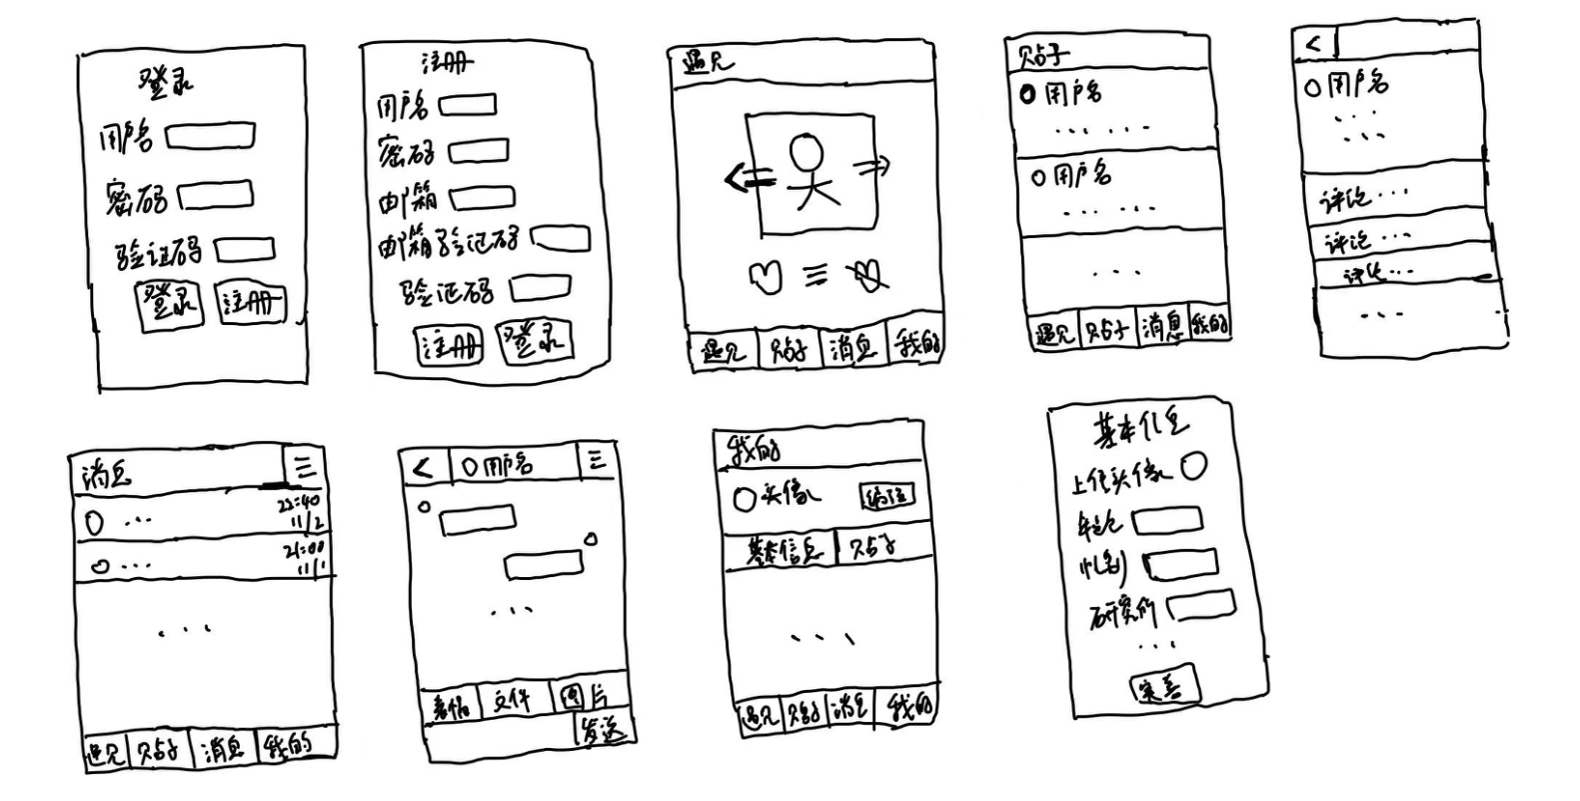 登录
用户名
密码
验证码
登录 注册
注册
用户名
密码
邮箱
邮箱验证码
验证码
注册 登录
遇见
遇见 贴子 消息 我的
贴子
用户名
... ...
用户名
... ...
...
遇见 贴子 消息 我的
<
用户名
...
...
评论 ...
评论 ...
评论 ...
...
消息
... 22:40
11/2
... 21:00
11/1
...
遇见 贴子 消息 我的
< 用户名
...
表情 文件 图片
发送
我的
头像 编辑
基本信息 贴子
...
遇见 贴子 消息 我的
基本信息
上传头像
年龄
性别
研究所
...
完善